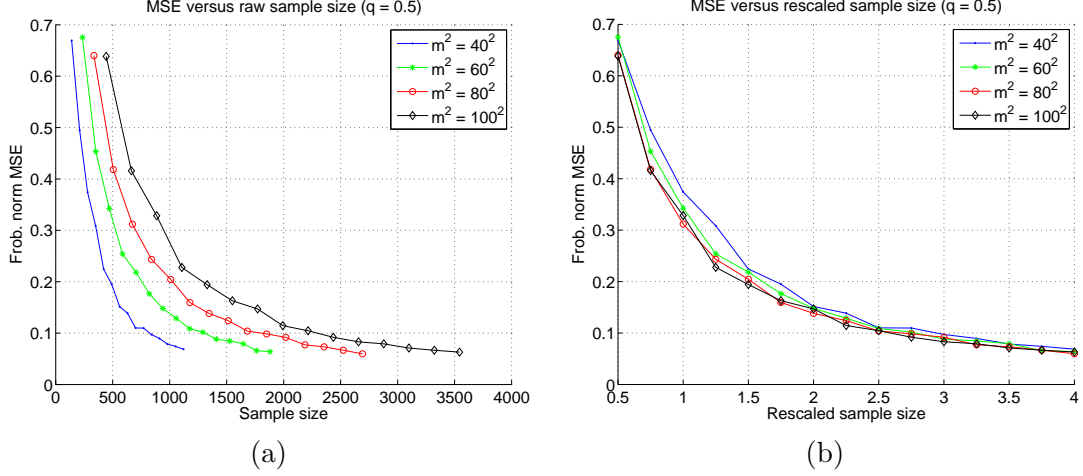 MSE versus raw sample size (q = 0.5)
0.7
0.6
0.5
0.4
0.3
0.2
0.1
0
Frob. norm MSE
m² = 40²
m² = 60²
m² = 80²
m² = 100²
0 500 1000 1500 2000 2500 3000 3500 4000
Sample size
(a)
MSE versus rescaled sample size (q = 0.5)
0.7
0.6
0.5
0.4
0.3
0.2
0.1
0
Frob. norm MSE
m² = 40²
m² = 60²
m² = 80²
m² = 100²
0.5 1 1.5 2 2.5 3 3.5 4
Rescaled sample size
(b)